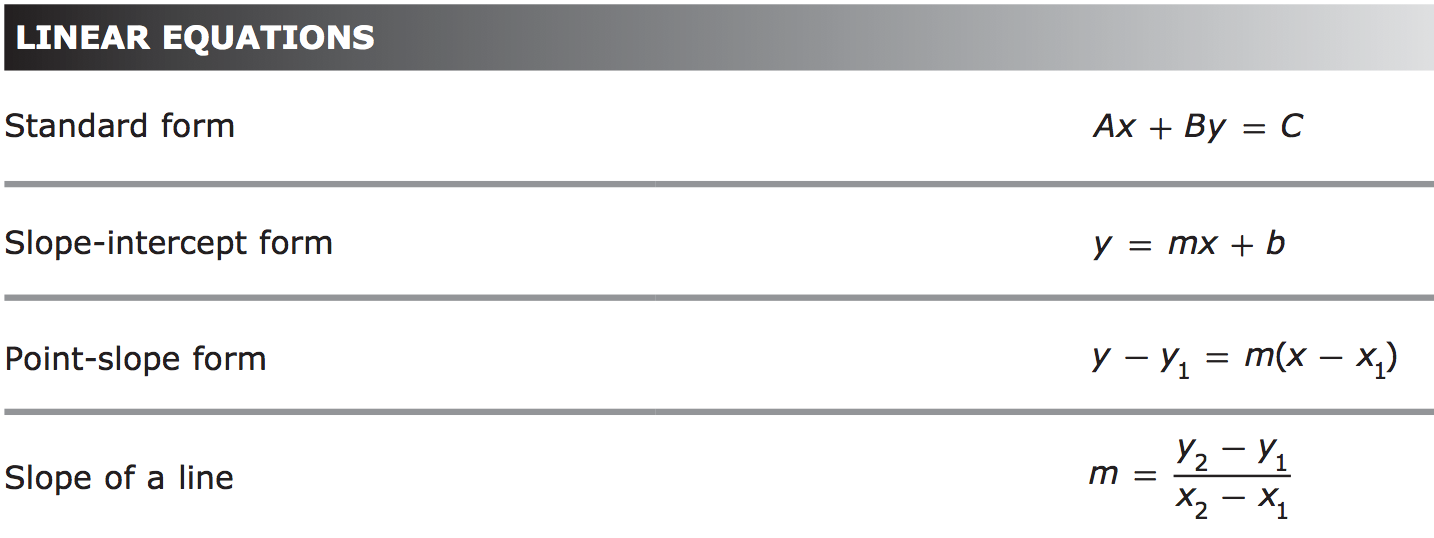 LINEAR EQUATIONS
Standard form Ax + By = C
Slope-intercept form y = mx + b
Point-slope form y − y₁ = m(x − x₁)
Slope of a line m = (y₂ − y₁)/(x₂ − x₁)